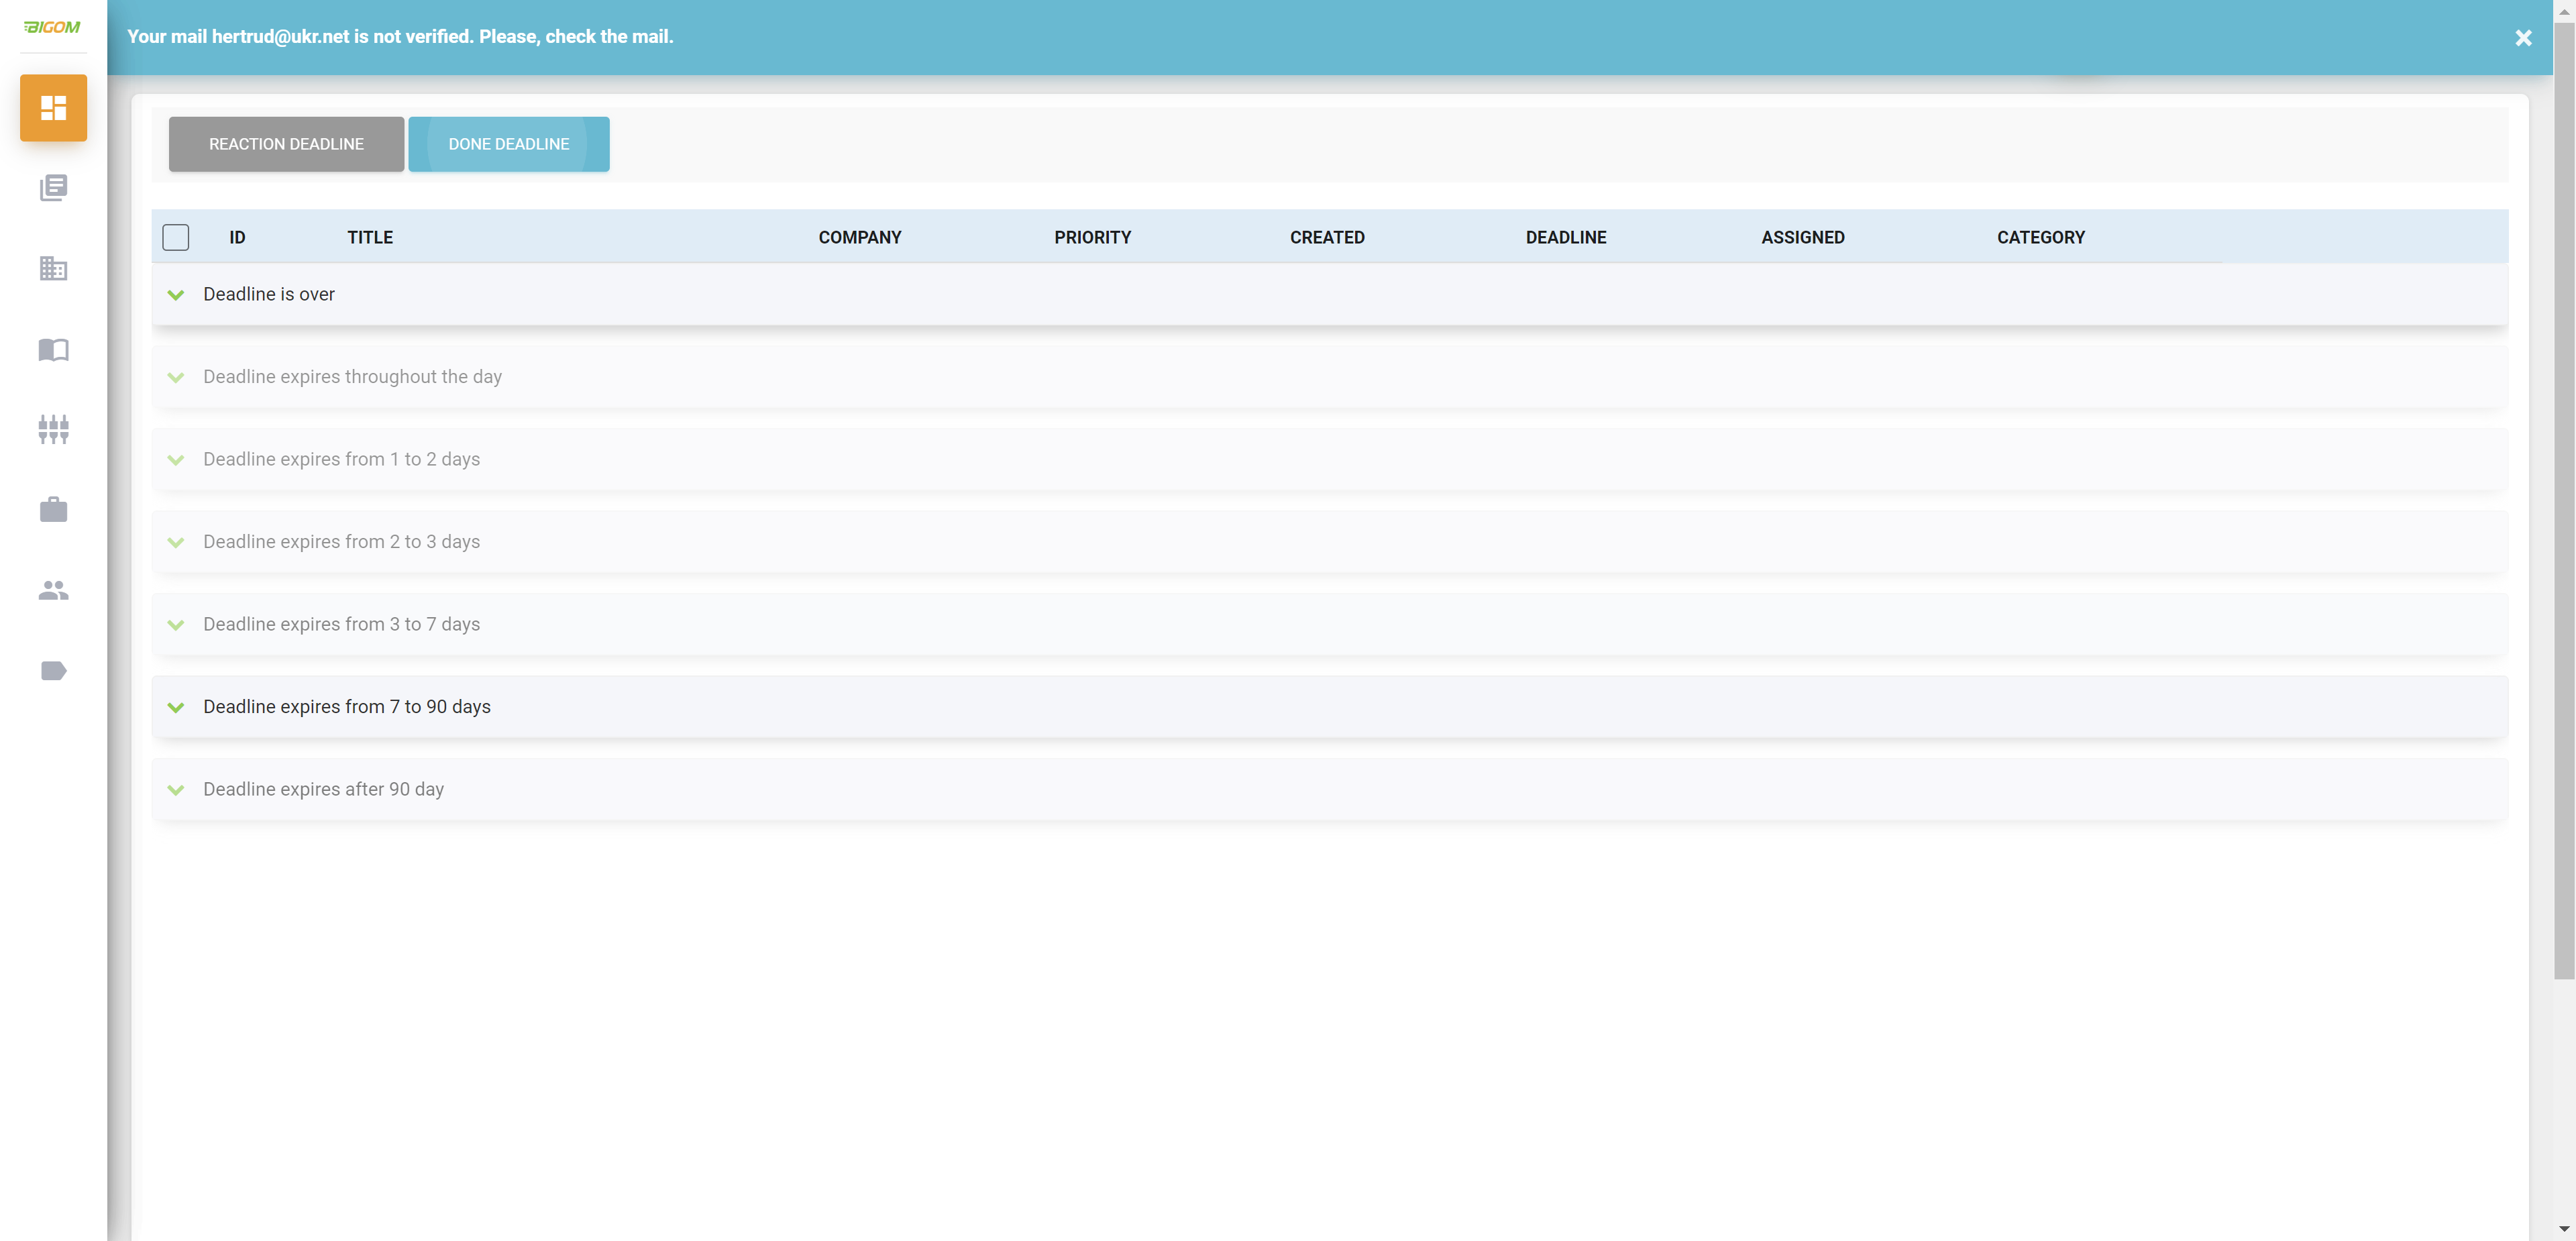 BIGOM
Your mail hertrud@ukr.net is not verified. Please, check the mail.
REACTION DEADLINE DONE DEADLINE
ID TITLE COMPANY PRIORITY CREATED DEADLINE ASSIGNED CATEGORY
Deadline is over
Deadline expires throughout the day
Deadline expires from 1 to 2 days
Deadline expires from 2 to 3 days
Deadline expires from 3 to 7 days
Deadline expires from 7 to 90 days
Deadline expires after 90 day